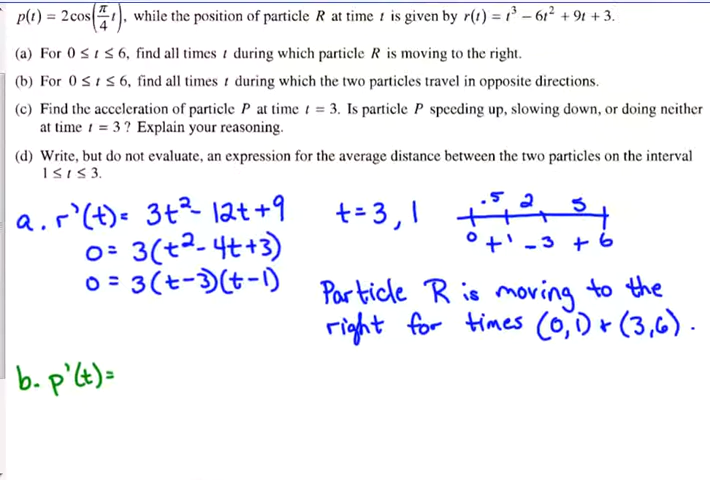 p(t) = 2cos(π/4 t), while the position of particle R at time t is given by r(t) = t³ − 6t² + 9t + 3.
(a) For 0 ≤ t ≤ 6, find all times t during which particle R is moving to the right.
(b) For 0 ≤ t ≤ 6, find all times t during which the two particles travel in opposite directions.
(c) Find the acceleration of particle P at time t = 3. Is particle P speeding up, slowing down, or doing neither
at time t = 3? Explain your reasoning.
(d) Write, but do not evaluate, an expression for the average distance between the two particles on the interval
1 ≤ t ≤ 3.
a. r'(t) = 3t² - 12t + 9
0 = 3(t² - 4t + 3)
0 = 3(t-3)(t-1)
t = 3, 1
.5 2 5
0 + 1 - 3 + 6
Particle R is moving to the
right for times (0,1) + (3,6).
b. p'(t) =